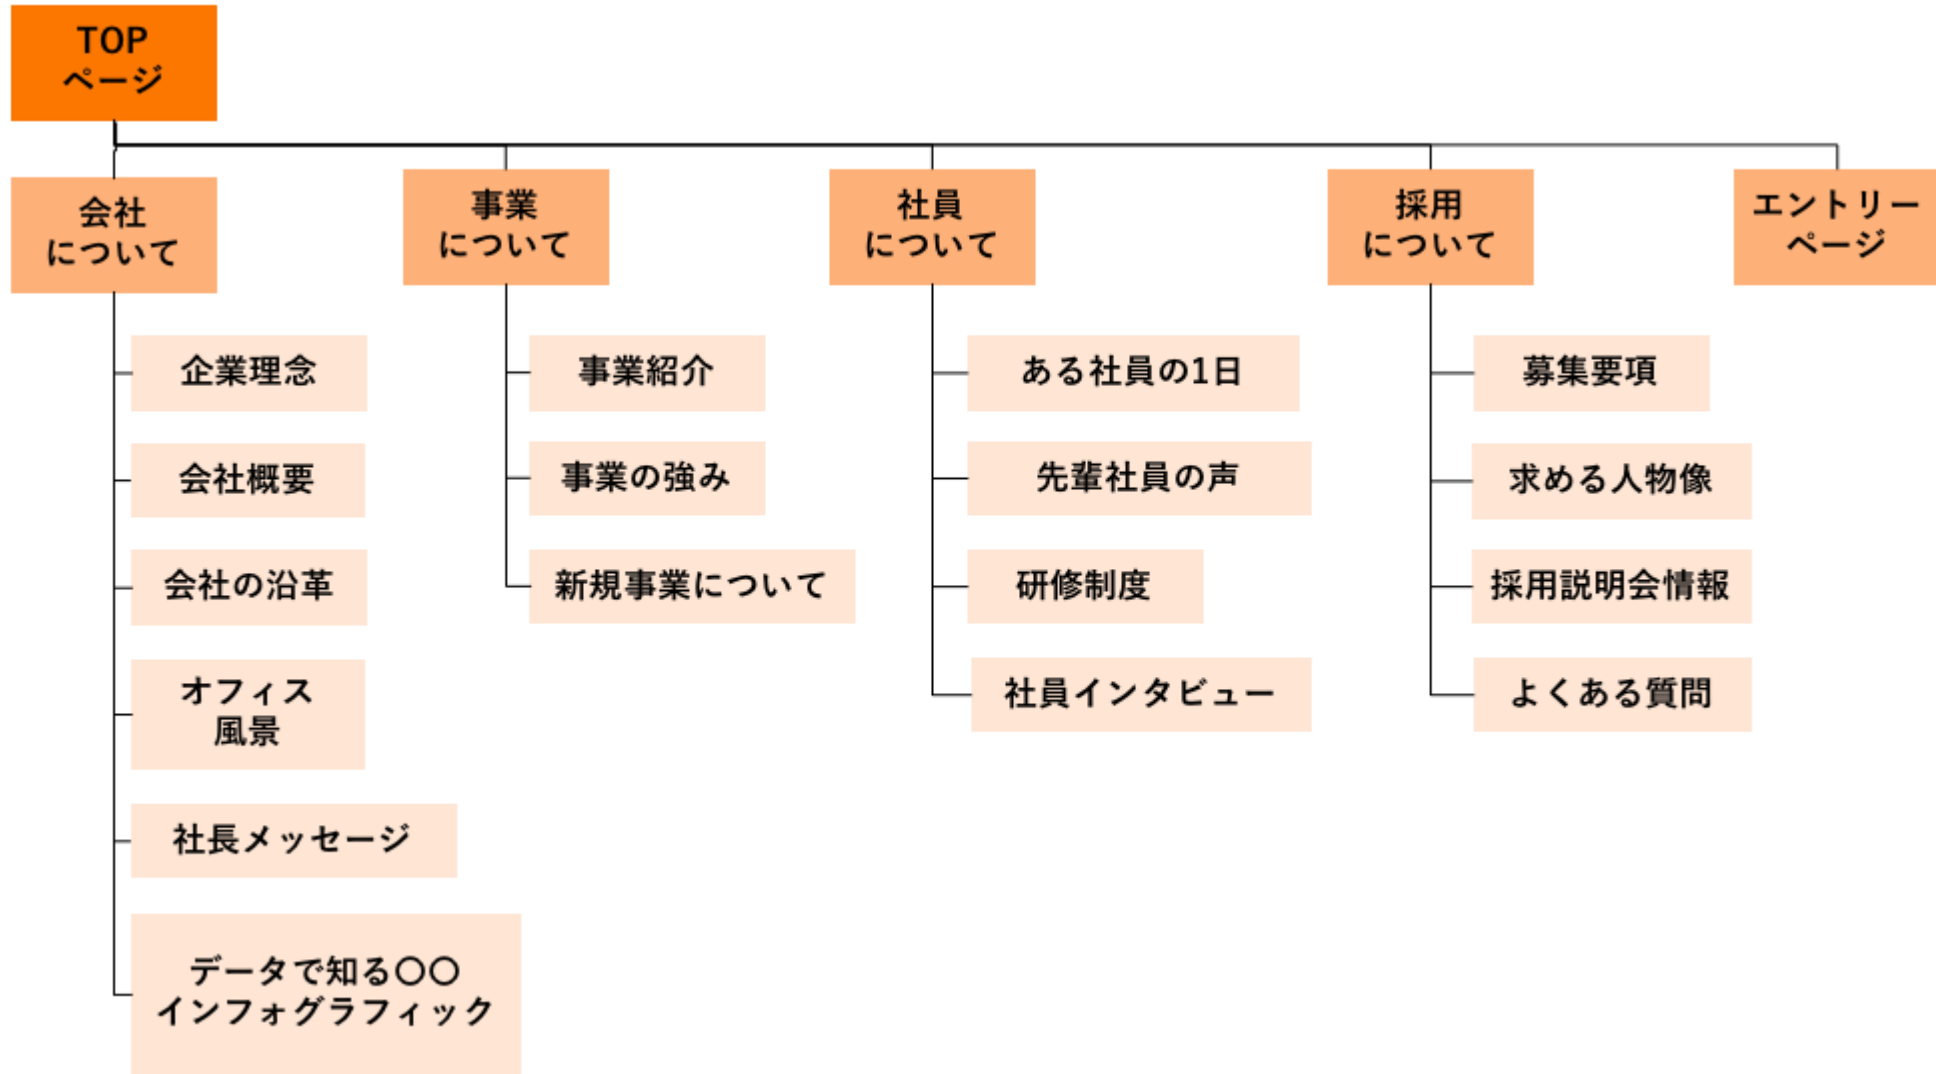 TOP
ページ
会社
について
企業理念
会社概要
会社の沿革
オフィス
風景
社長メッセージ
データで知る〇〇
インフォグラフィック
事業
について
事業紹介
事業の強み
新規事業について
社員
について
ある社員の1日
先輩社員の声
研修制度
社員インタビュー
採用
について
募集要項
求める人物像
採用説明会情報
よくある質問
エントリー
ページ